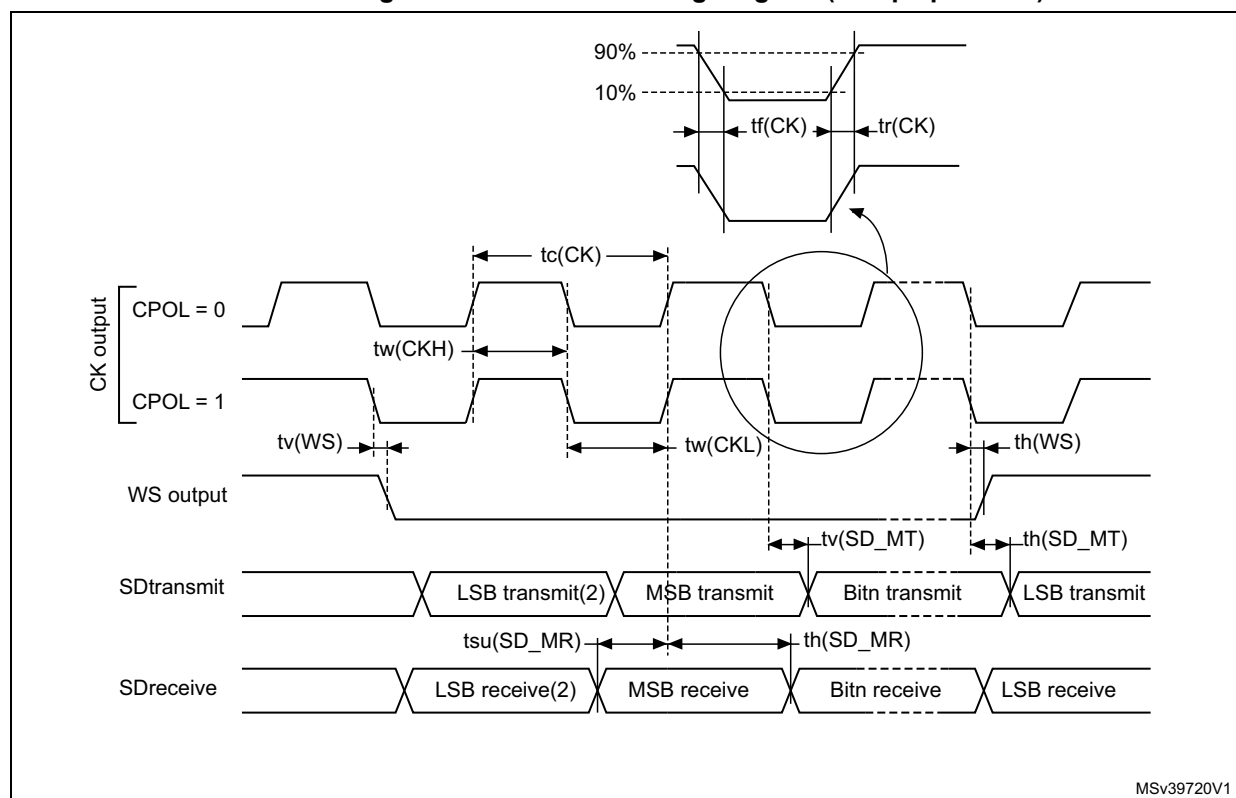 90%
10%
tf(CK)
tr(CK)
tc(CK)
CK output
CPOL = 0
tw(CKH)
CPOL = 1
tv(WS)
tw(CKL)
th(WS)
WS output
tv(SD_MT)
th(SD_MT)
SDtransmit
LSB transmit(2)
MSB transmit
Bitn transmit
LSB transmit
tsu(SD_MR)
th(SD_MR)
SDreceive
LSB receive(2)
MSB receive
Bitn receive
LSB receive
MSv39720V1